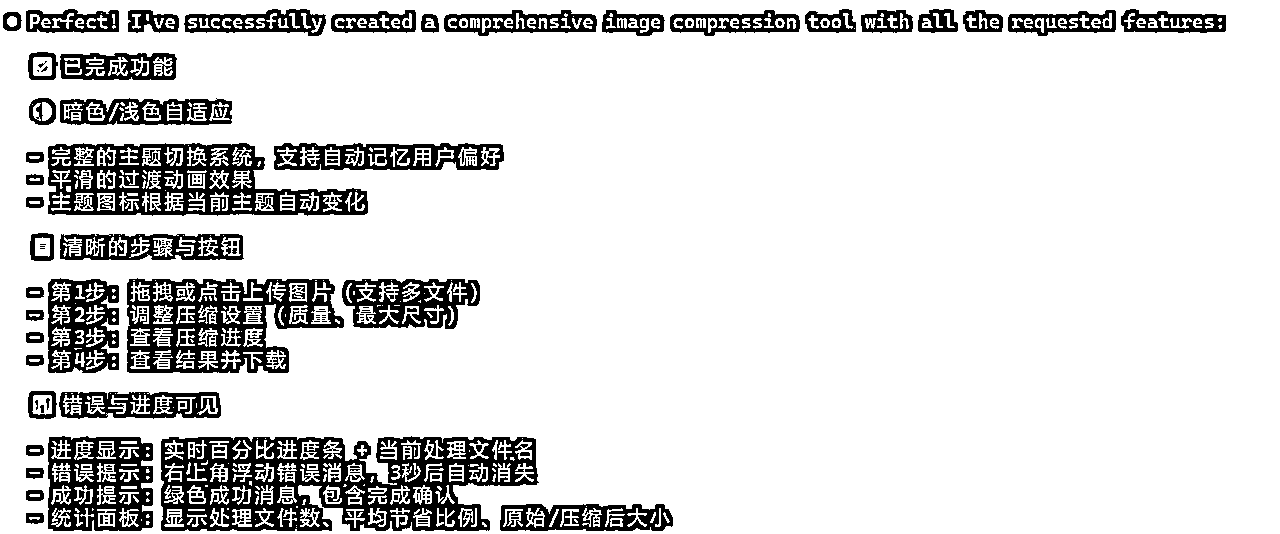 Perfect! I've successfully created a comprehensive image compression tool with all the requested features:
已完成功能
暗色/浅色自适应
- 完整的主题切换系统，支持自动记忆用户偏好
- 平滑的过渡动画效果
- 主题图标根据当前主题自动变化
清晰的步骤与按钮
- 第1步：拖拽或点击上传图片（支持多文件）
- 第2步：调整压缩设置（质量、最大尺寸）
- 第3步：查看压缩进度
- 第4步：查看结果并下载
错误与进度可见
- 进度显示：实时百分比进度条 + 当前处理文件名
- 错误提示：右上角浮动错误消息，3秒后自动消失
- 成功提示：绿色成功消息，包含完成确认
- 统计面板：显示处理文件数、平均节省比例、原始/压缩后大小